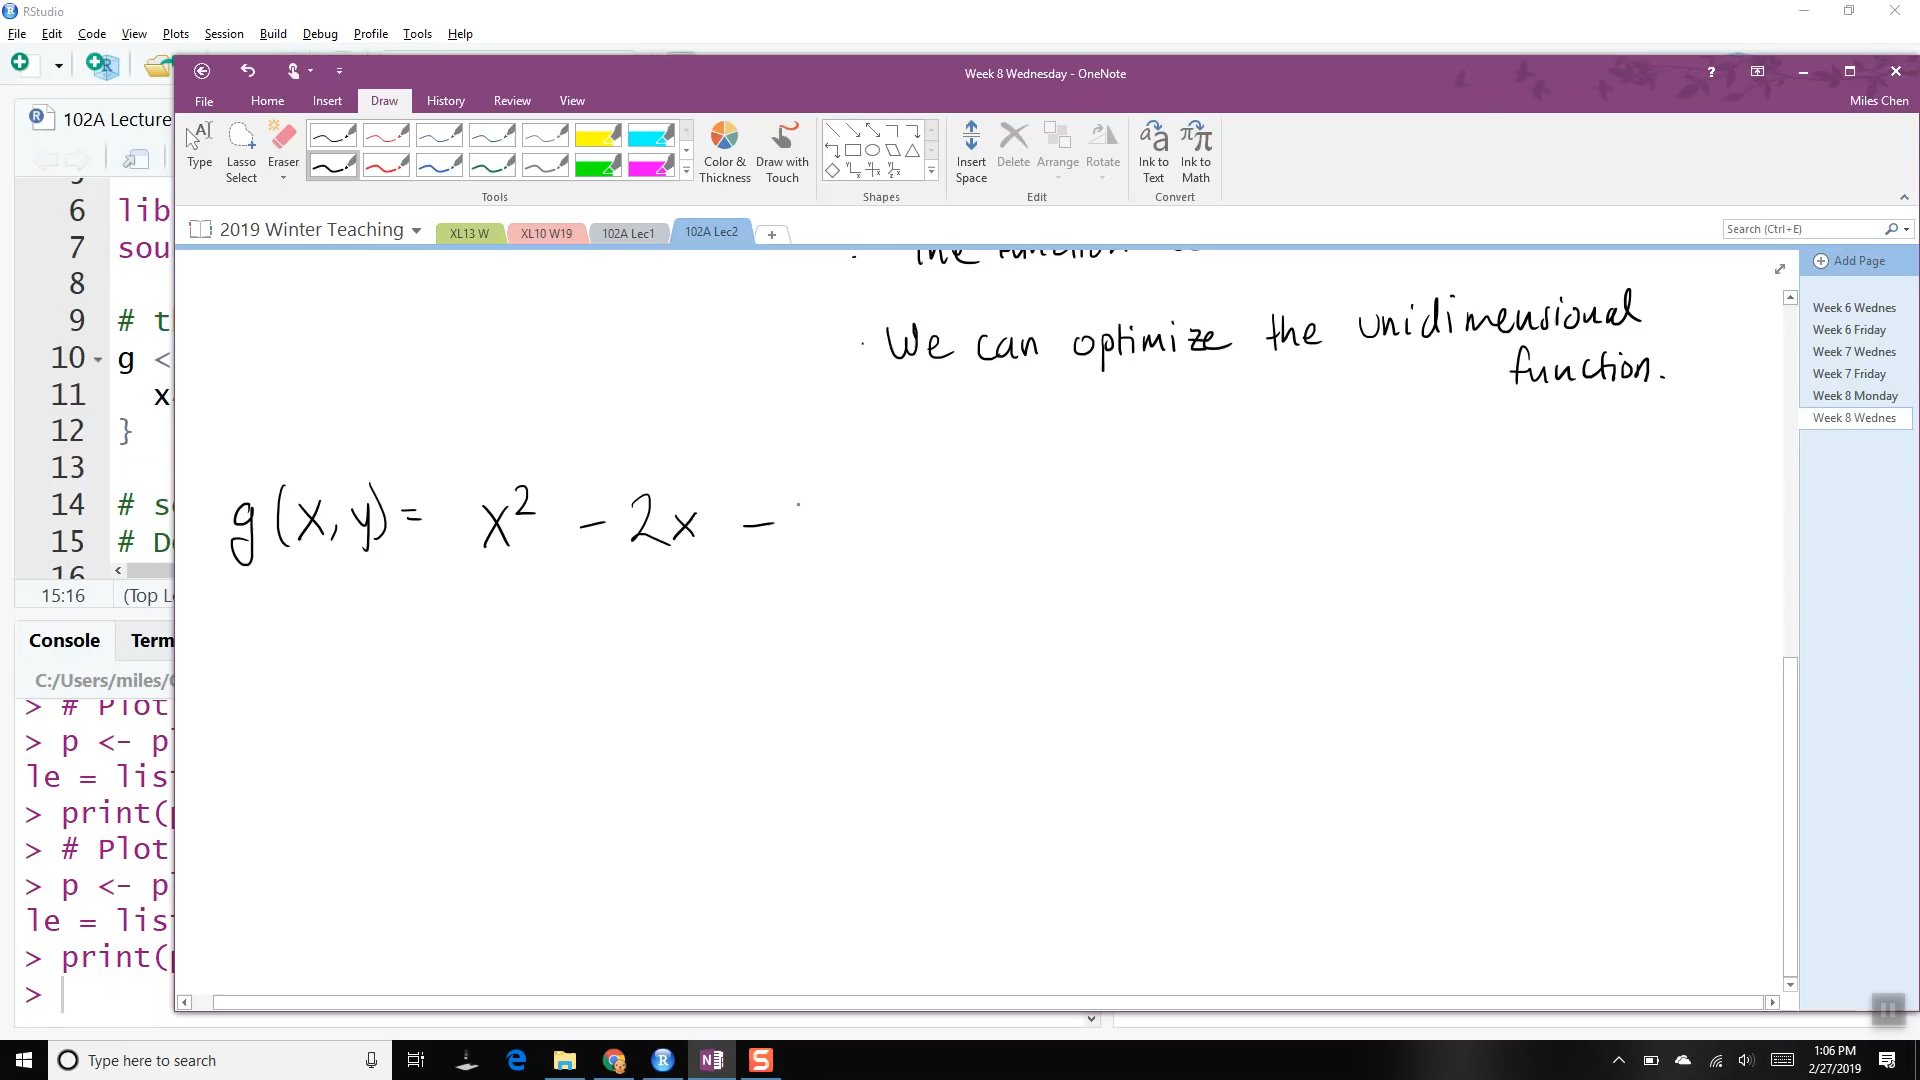 RStudio
File Edit Code View Plots Session Build Debug Profile Tools Help
Week 8 Wednesday - OneNote
File Home Insert Draw History Review View
Miles Chen
102A Lecture
Type
Lasso Select
Eraser
Color & Thickness
Draw with Touch
Insert Space
Delete
Arrange
Rotate
Ink to Text
Ink to Math
Tools
Shapes
Edit
Convert
2019 Winter Teaching
XL13 W
XL10 W19
102A Lec1
102A Lec2
Search (Ctrl+E)
Add Page
Week 6 Wednes
Week 6 Friday
Week 7 Wednes
Week 7 Friday
Week 8 Monday
Week 8 Wednes
6 lib
7 sou
8
9 # t
10 g <
11 x
12 }
13
14 # s
15 # D
16
15:16 (Top L
Console Term
C:/Users/miles/
> # Plot
> p <- p
le = lis
> print(
> # Plot
> p <- p
le = lis
> print(
>
The function
· We can optimize the unidimensional
function.
g(x,y) = x² - 2x -
Type here to search
1:06 PM
2/27/2019